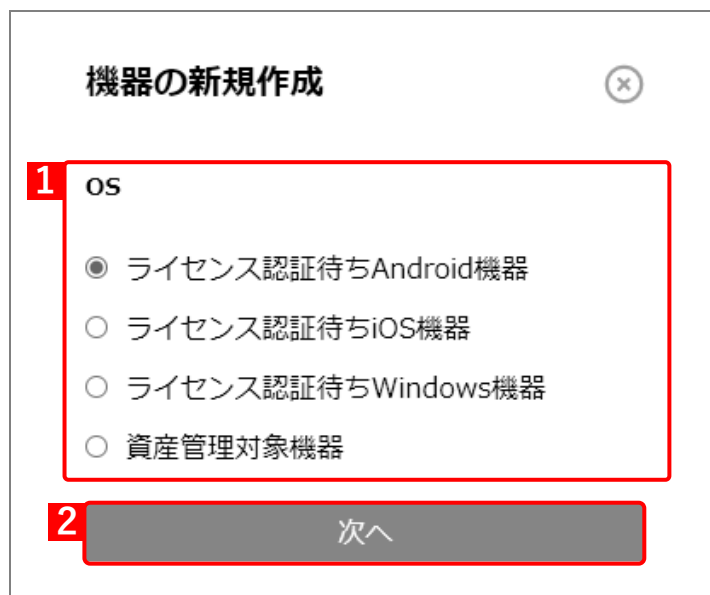 機器の新規作成
1
OS
ライセンス認証待ちAndroid機器
ライセンス認証待ちiOS機器
ライセンス認証待ちWindows機器
資産管理対象機器
2
次へ